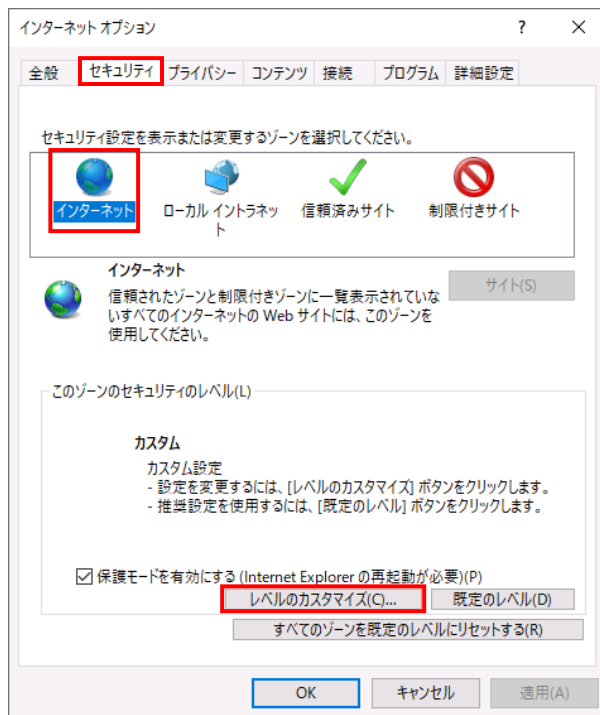 インターネット オプション
? ×
全般 セキュリティ プライバシー コンテンツ 接続 プログラム 詳細設定
セキュリティ設定を表示または変更するゾーンを選択してください。
インターネット ローカル イントラネッ 信頼済みサイト 制限付きサイト
ト
インターネット
サイト(S)
信頼されたゾーンと制限付きゾーンに一覧表示されていな
いすべてのインターネットの Web サイトには、このゾーンを
使用してください。
このゾーンのセキュリティのレベル(L)
カスタム
カスタム設定
- 設定を変更するには、[レベルのカスタマイズ] ボタンをクリックします。
- 推奨設定を使用するには、[既定のレベル] ボタンをクリックします。
保護モードを有効にする (Internet Explorer の再起動が必要)(P)
レベルのカスタマイズ(C)... 既定のレベル(D)
すべてのゾーンを既定のレベルにリセットする(R)
OK キャンセル 適用(A)